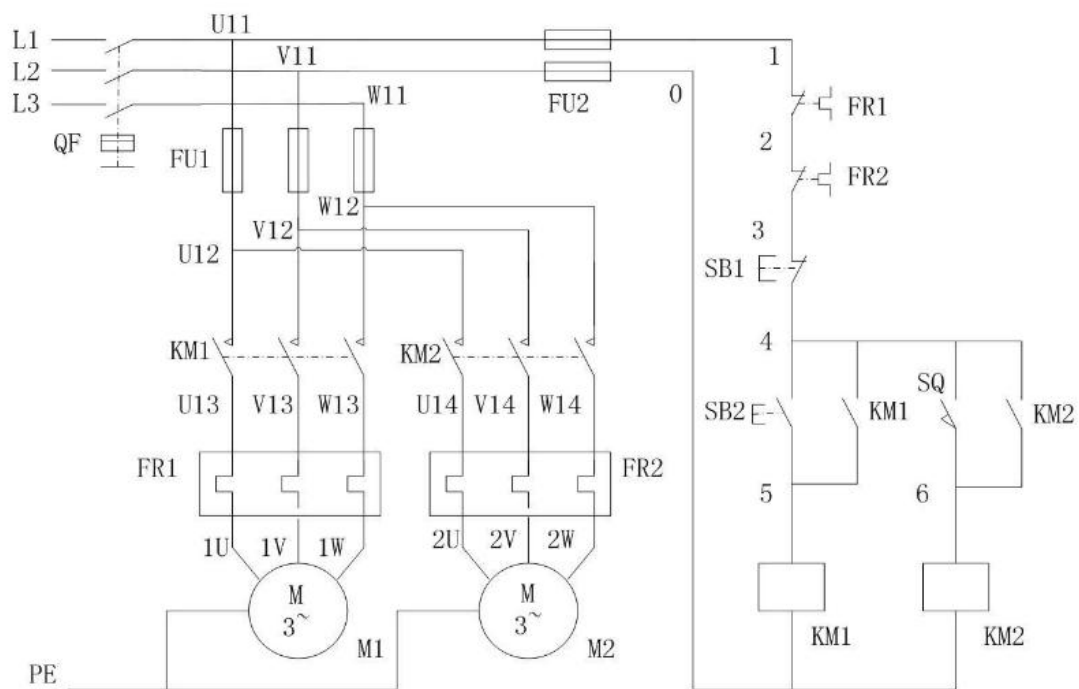 U11
L1
1
V11
L2
W11
0
L3
FU2
FR1
QF
FU1
2
FR2
W12
V12
3
U12
SB1
KM1
KM2
4
SQ
U13
V13
W13
U14
V14
W14
SB2
KM1
KM2
FR1
FR2
5
6
1U
1V
1W
2U
2V
2W
M
3~
M
3~
M1
M2
KM1
KM2
PE